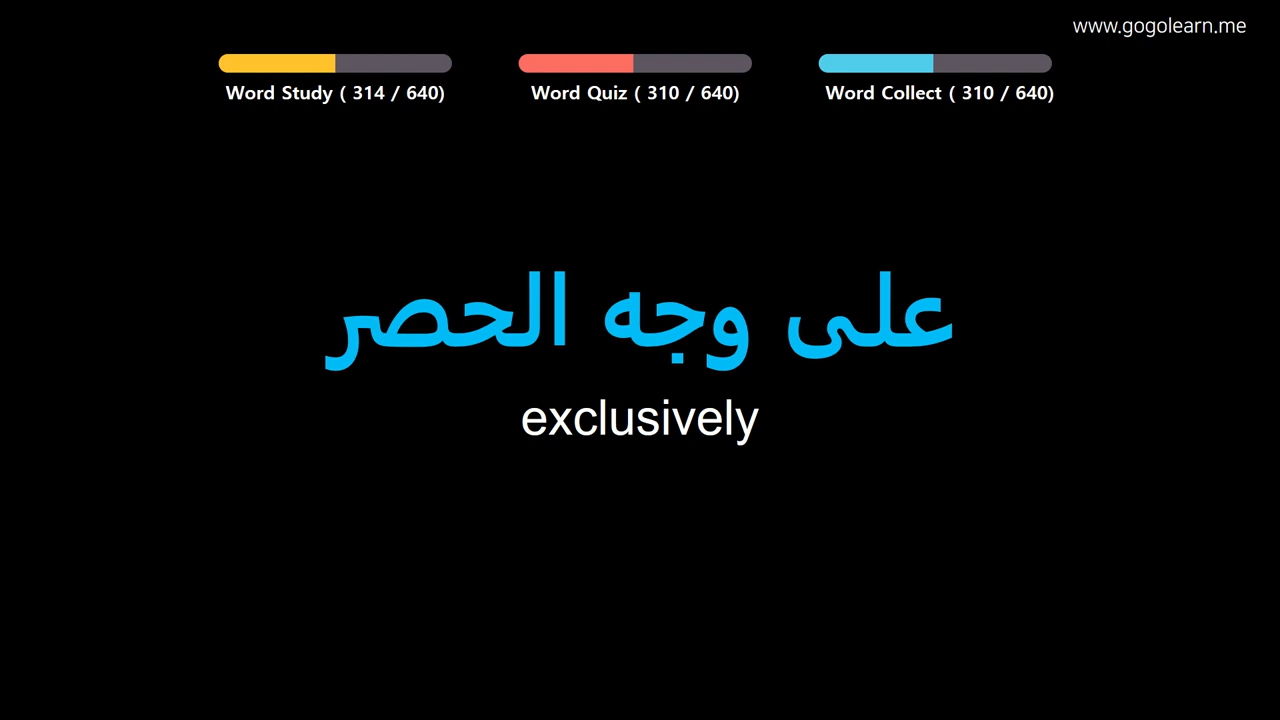 www.gogolearn.me
Word Study ( 314 / 640)
Word Quiz ( 310 / 640)
Word Collect ( 310 / 640)
على وجه الحصر
exclusively